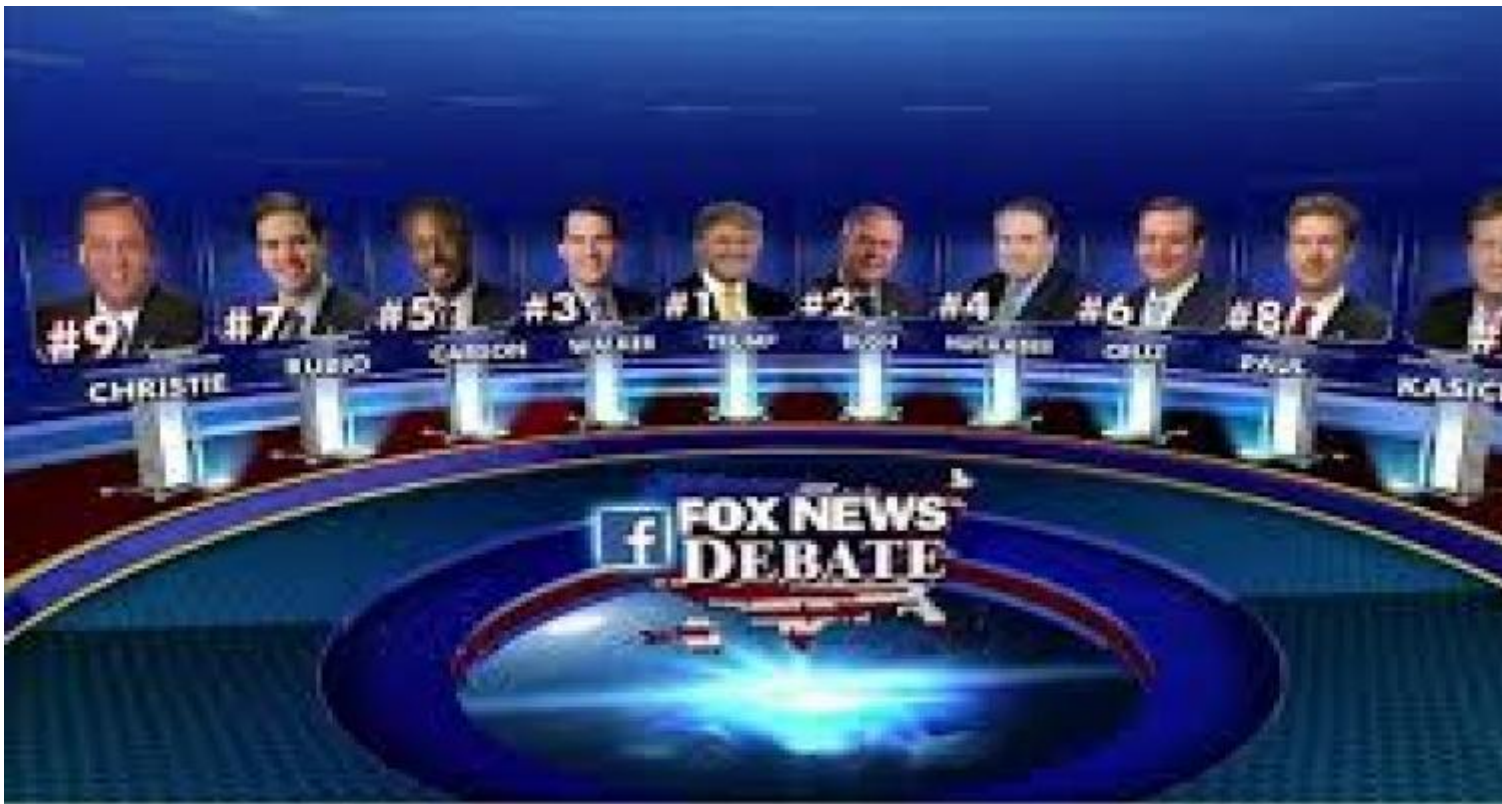 #9
#7
#5
#3
#1
#2
#4
#6
#8
#
CHRISTIE
RUBIO
CARSON
WALKER
TRUMP
BUSH
HUCKABEE
CRUZ
PAUL
KASIC
f FOX NEWS
DEBATE